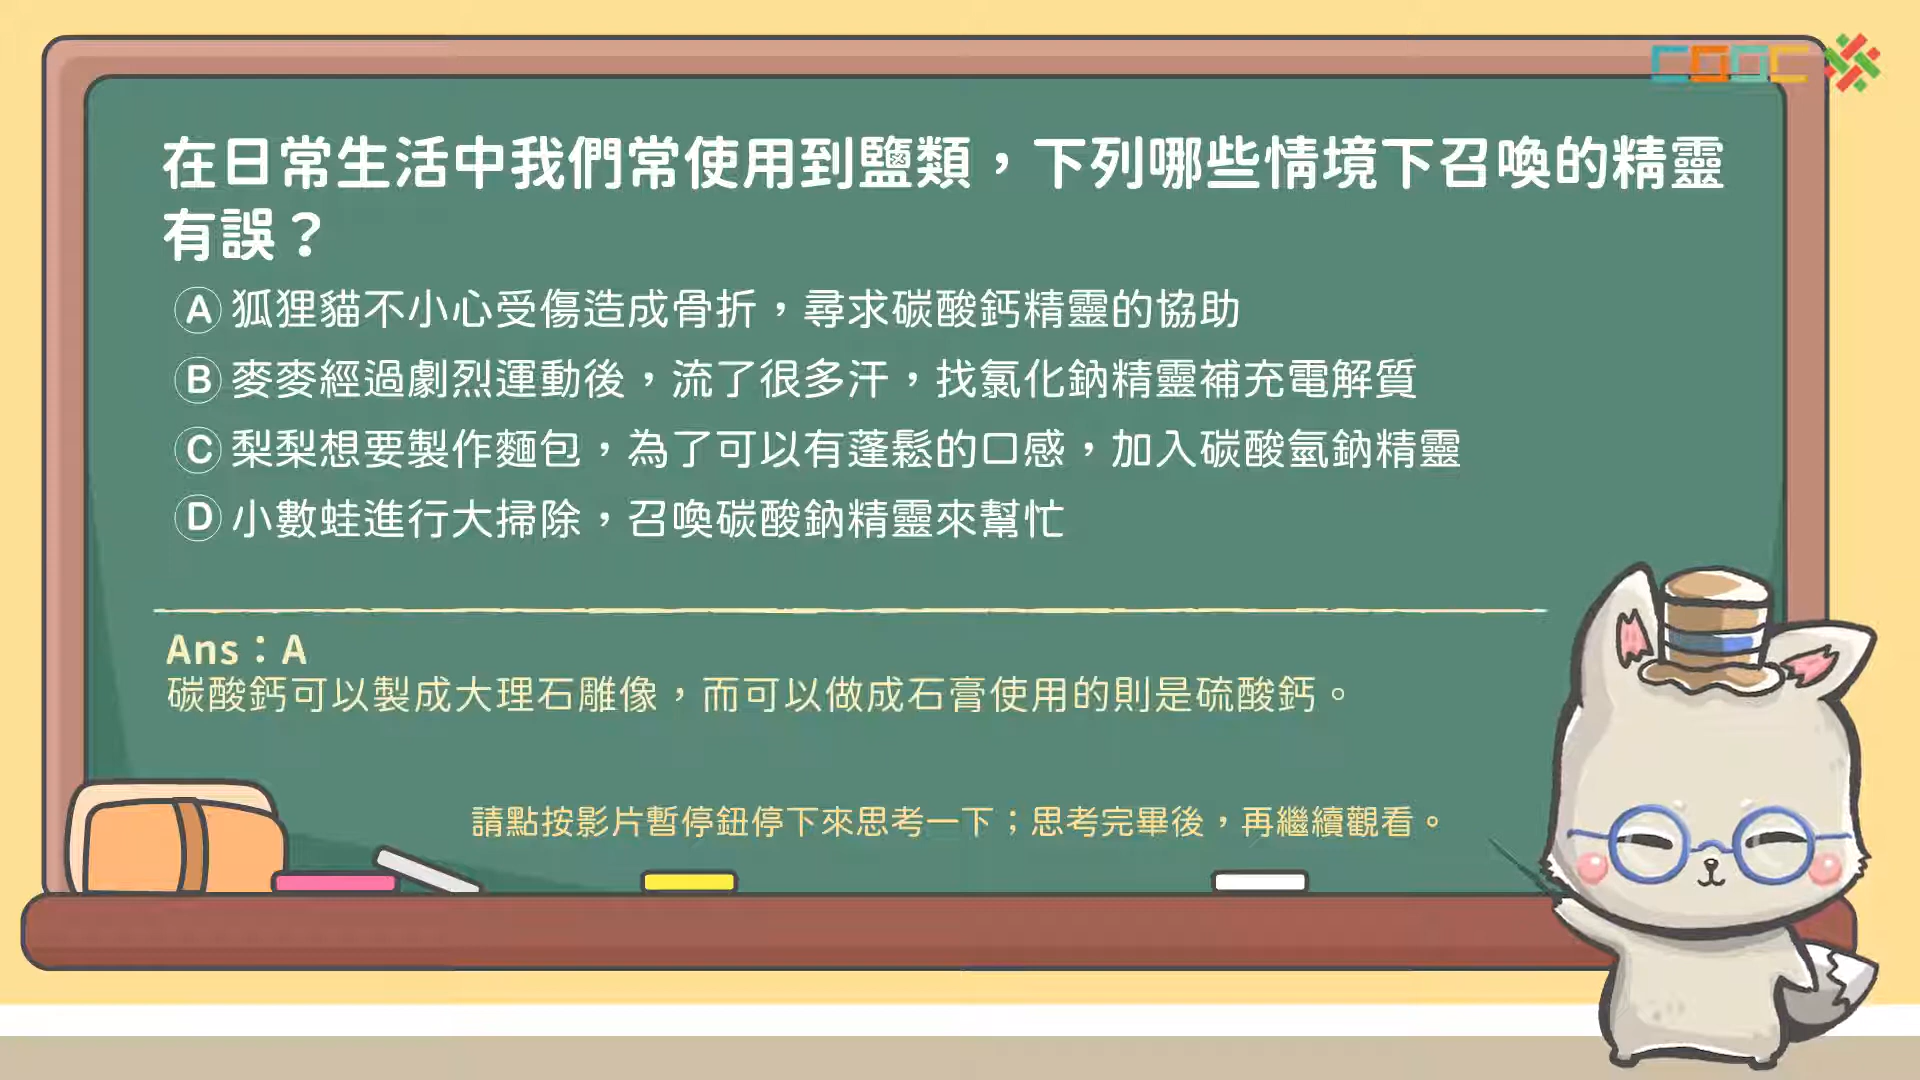 COOC
在日常生活中我們常使用到鹽類，下列哪些情境下召喚的精靈
有誤？
Ⓐ 狐狸貓不小心受傷造成骨折，尋求碳酸鈣精靈的協助
Ⓑ 麥麥經過劇烈運動後，流了很多汗，找氯化鈉精靈補充電解質
Ⓒ 梨梨想要製作麵包，為了可以有蓬鬆的口感，加入碳酸氫鈉精靈
Ⓓ 小數蛙進行大掃除，召喚碳酸鈉精靈來幫忙
Ans：A
碳酸鈣可以製成大理石雕像，而可以做成石膏使用的則是硫酸鈣。
請點按影片暫停鈕停下來思考一下；思考完畢後，再繼續觀看。